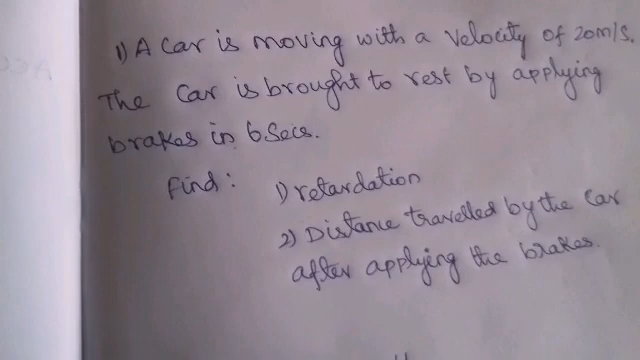 1) A Car is moving with a velocity of 20m/s.
The Car is brought to rest by applying
brakes in 6 Secs.
Find: 1) retardation
2) Distance travelled by the Car
after applying the brakes.